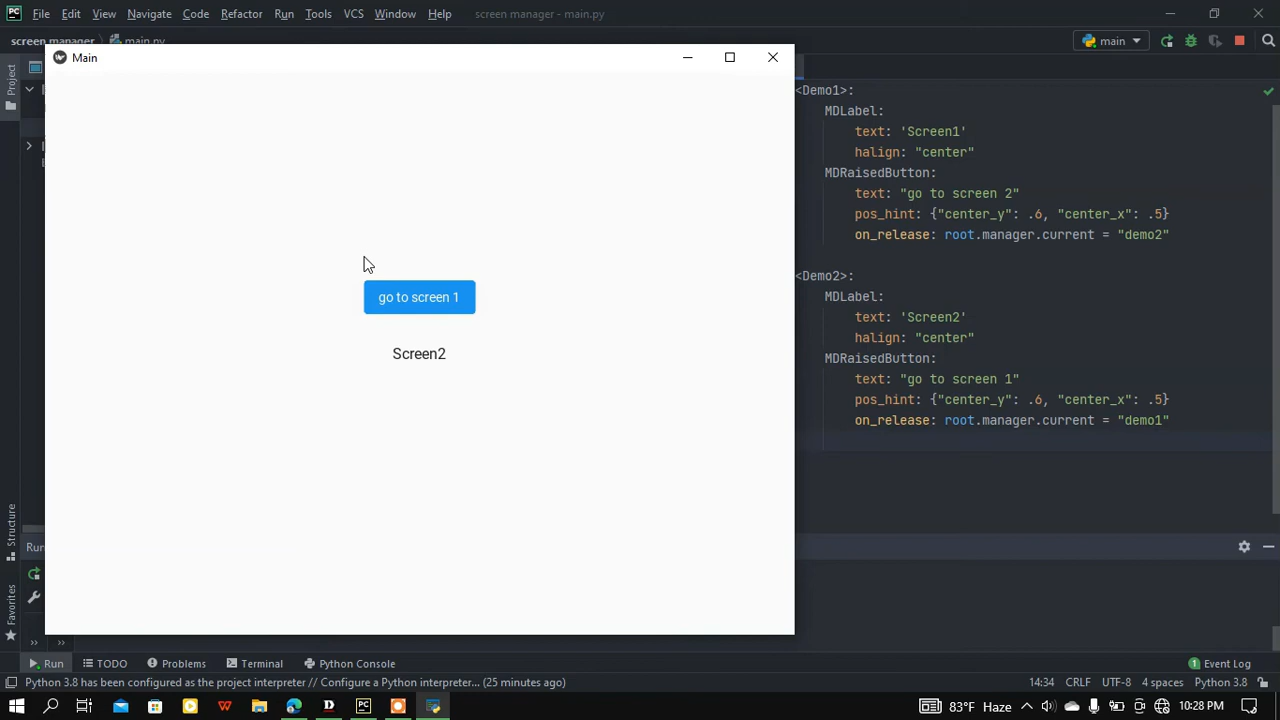 File Edit View Navigate Code Refactor Run Tools VCS Window Help screen manager - main.py
screen manager main.py
main
Main
Project
<Demo1>:
MDLabel:
text: 'Screen1'
halign: "center"
MDRaisedButton:
text: "go to screen 2"
pos_hint: {"center_y": .6, "center_x": .5}
on_release: root.manager.current = "demo2"
<Demo2>:
MDLabel:
text: 'Screen2'
halign: "center"
MDRaisedButton:
text: "go to screen 1"
pos_hint: {"center_y": .6, "center_x": .5}
on_release: root.manager.current = "demo1"
go to screen 1
Screen2
Structure
Favorites
Run
Run TODO Problems Terminal Python Console Event Log
Python 3.8 has been configured as the project interpreter // Configure a Python interpreter... (25 minutes ago) 14:34 CRLF UTF-8 4 spaces Python 3.8
83°F Haze 10:28 PM